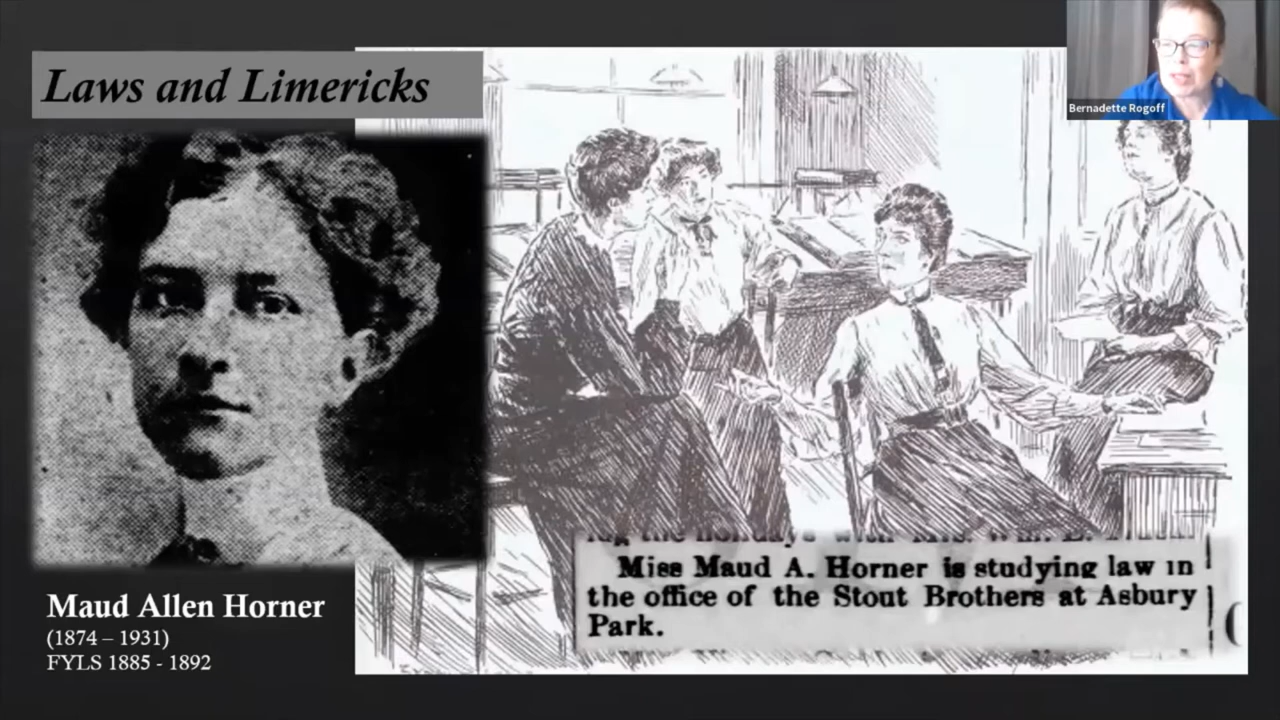 Laws and Limericks
Bernadette Rogoff
Miss Maud A. Horner is studying law in
the office of the Stout Brothers at Asbury
Park.
Maud Allen Horner
(1874 – 1931)
FYLS 1885 - 1892